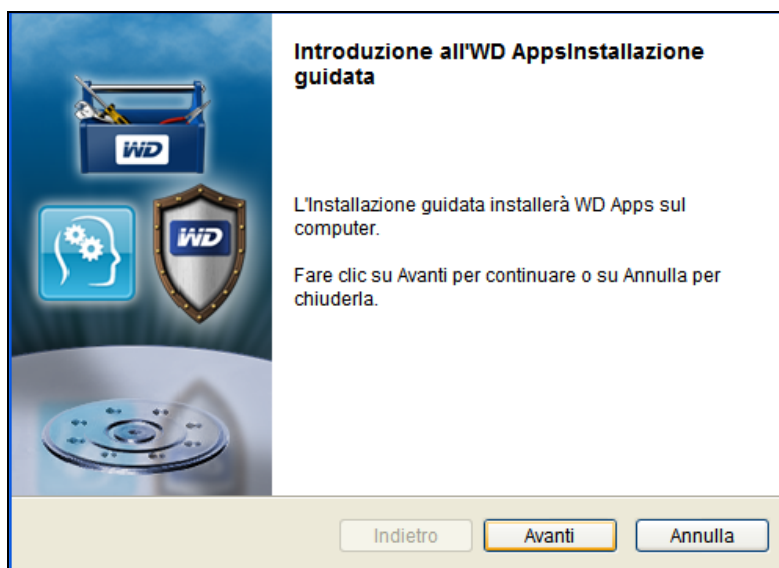 Introduzione all'WD AppsInstallazione
guidata
WD
WD
L'Installazione guidata installerà WD Apps sul
computer.
Fare clic su Avanti per continuare o su Annulla per
chiuderla.
Indietro
Avanti
Annulla